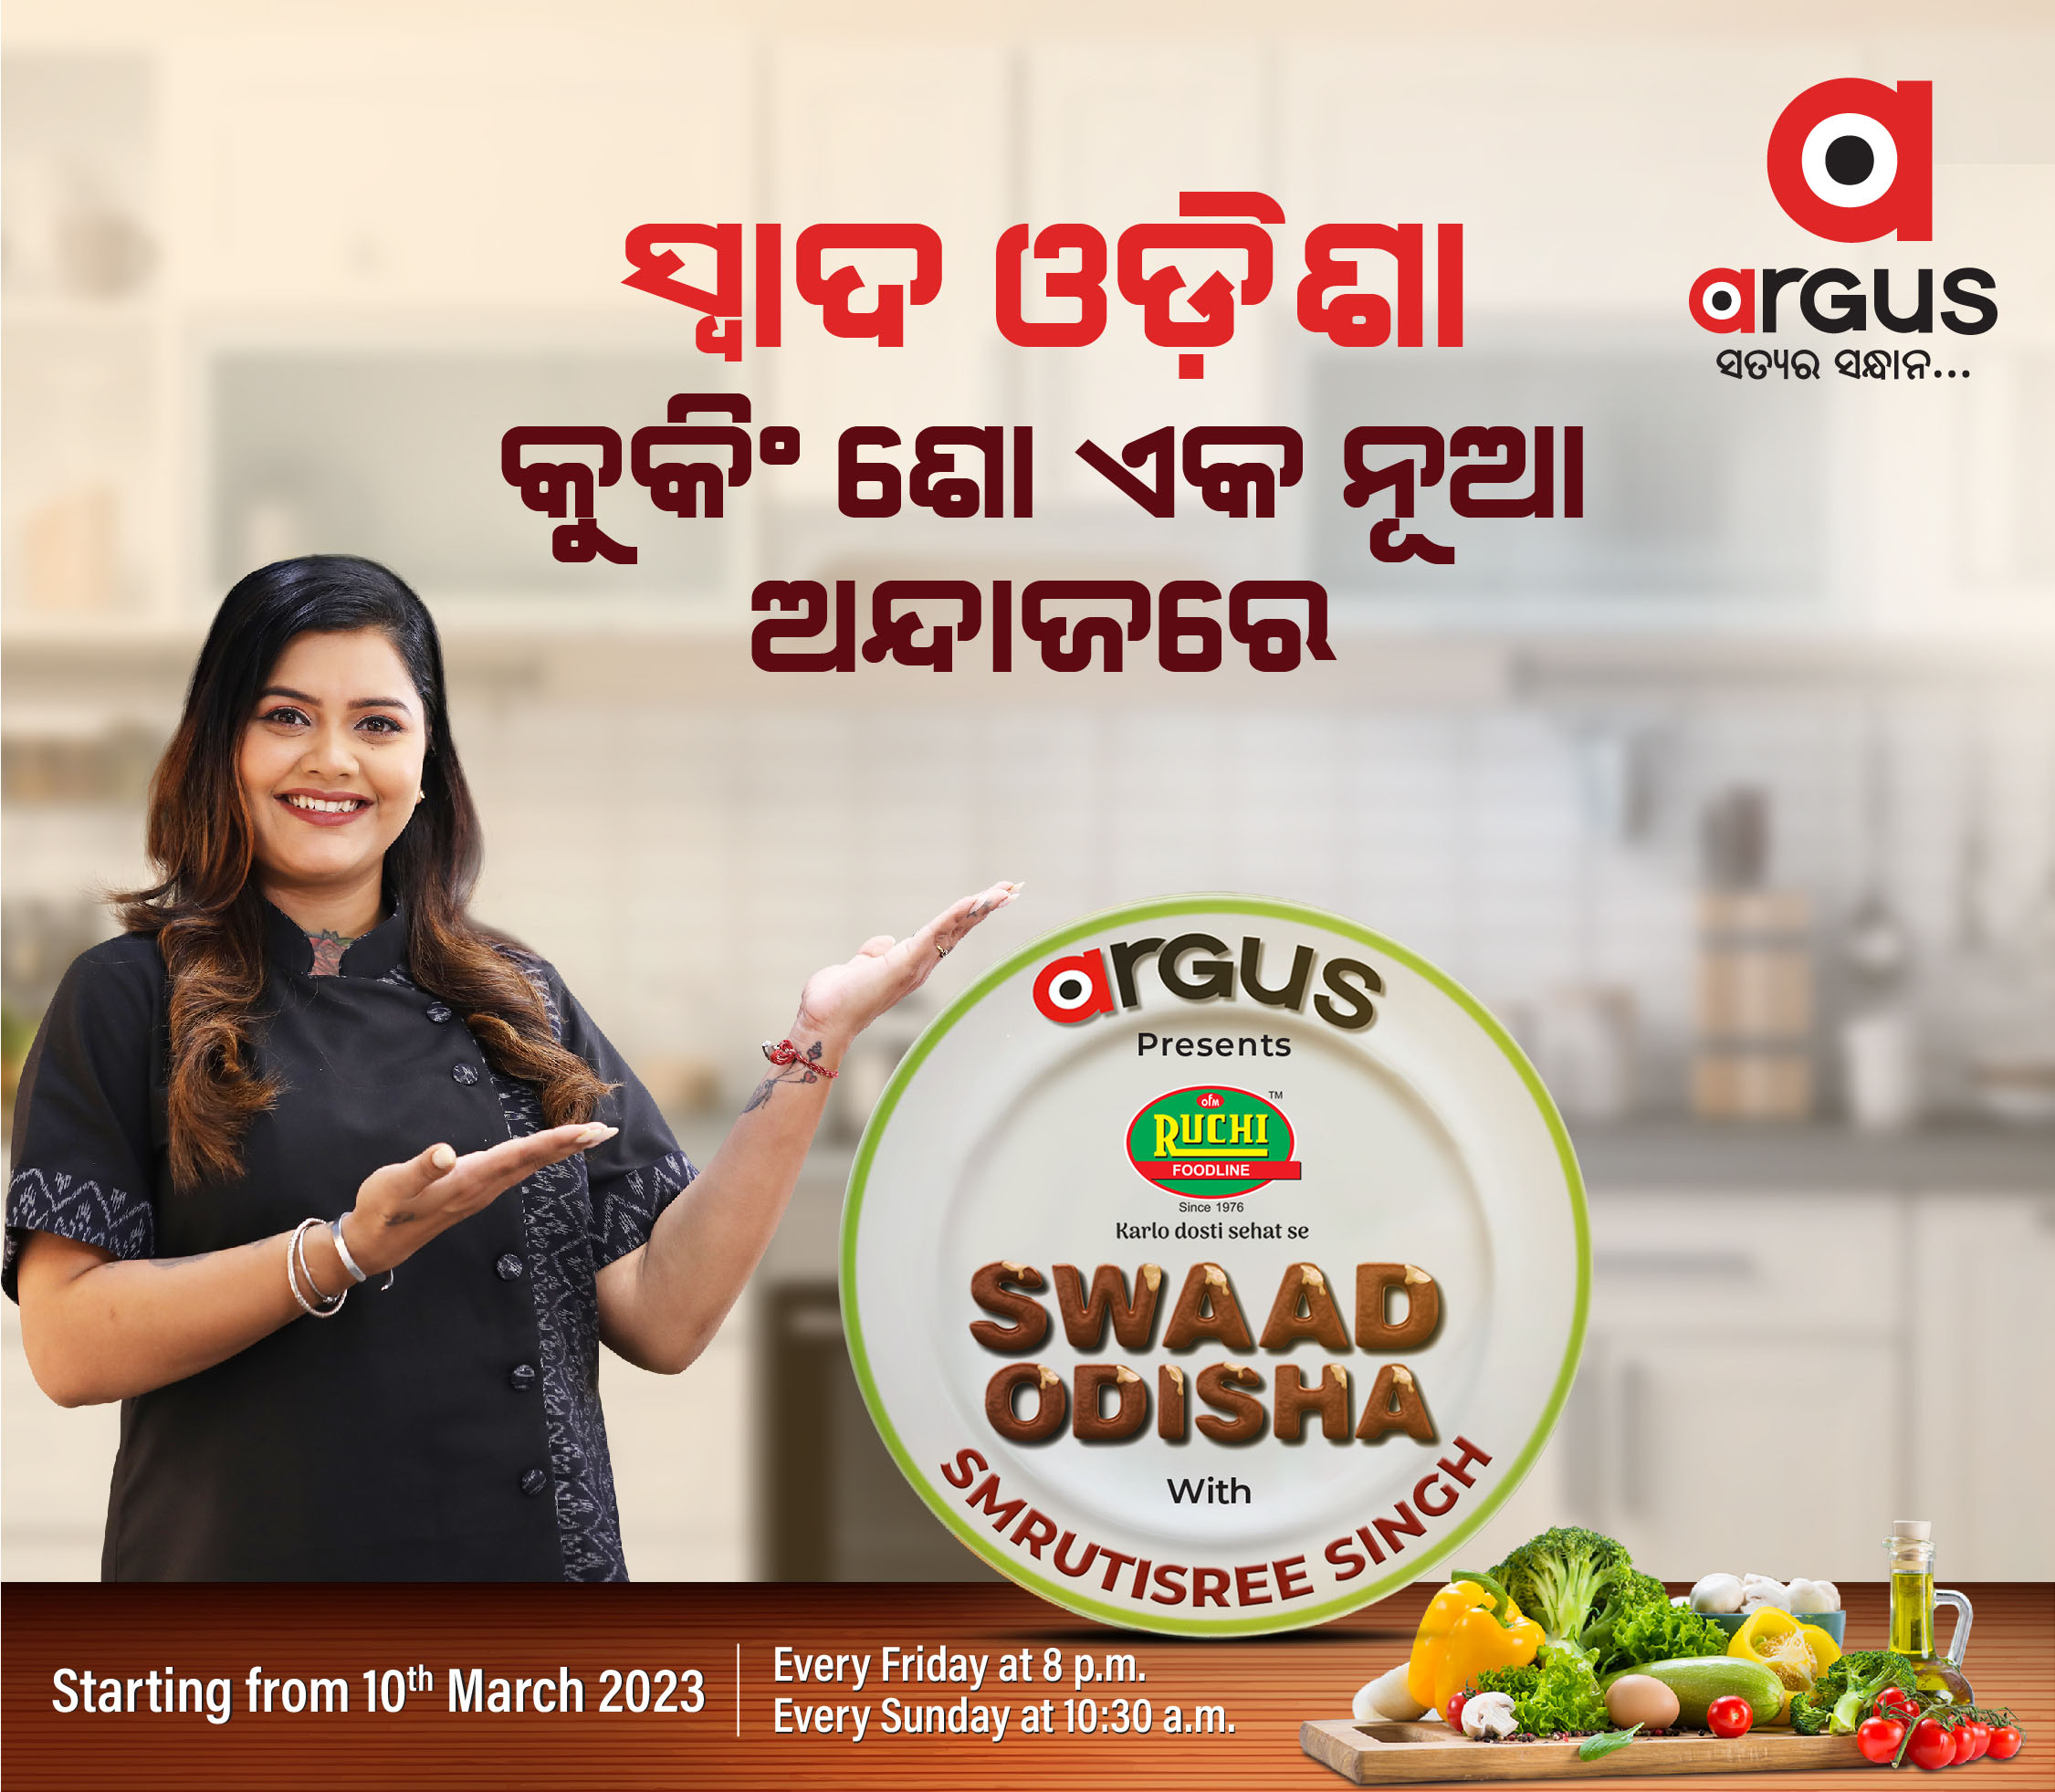 a
argus
ସତ୍ୟର ସନ୍ଧାନ...
ସ୍ୱାଦ ଓଡ଼ିଶା
କୁକିଂ ଶୋ ଏକ ନୂଆ
ଅନ୍ଦାଜରେ
argus
Presents
OFM
RUCHI
TM
FOODLINE
Since 1976
Karlo dosti sehat se
SWAAD
ODISHA
With
SMRUTISREE SINGH
Starting from 10th March 2023
Every Friday at 8 p.m.
Every Sunday at 10:30 a.m.